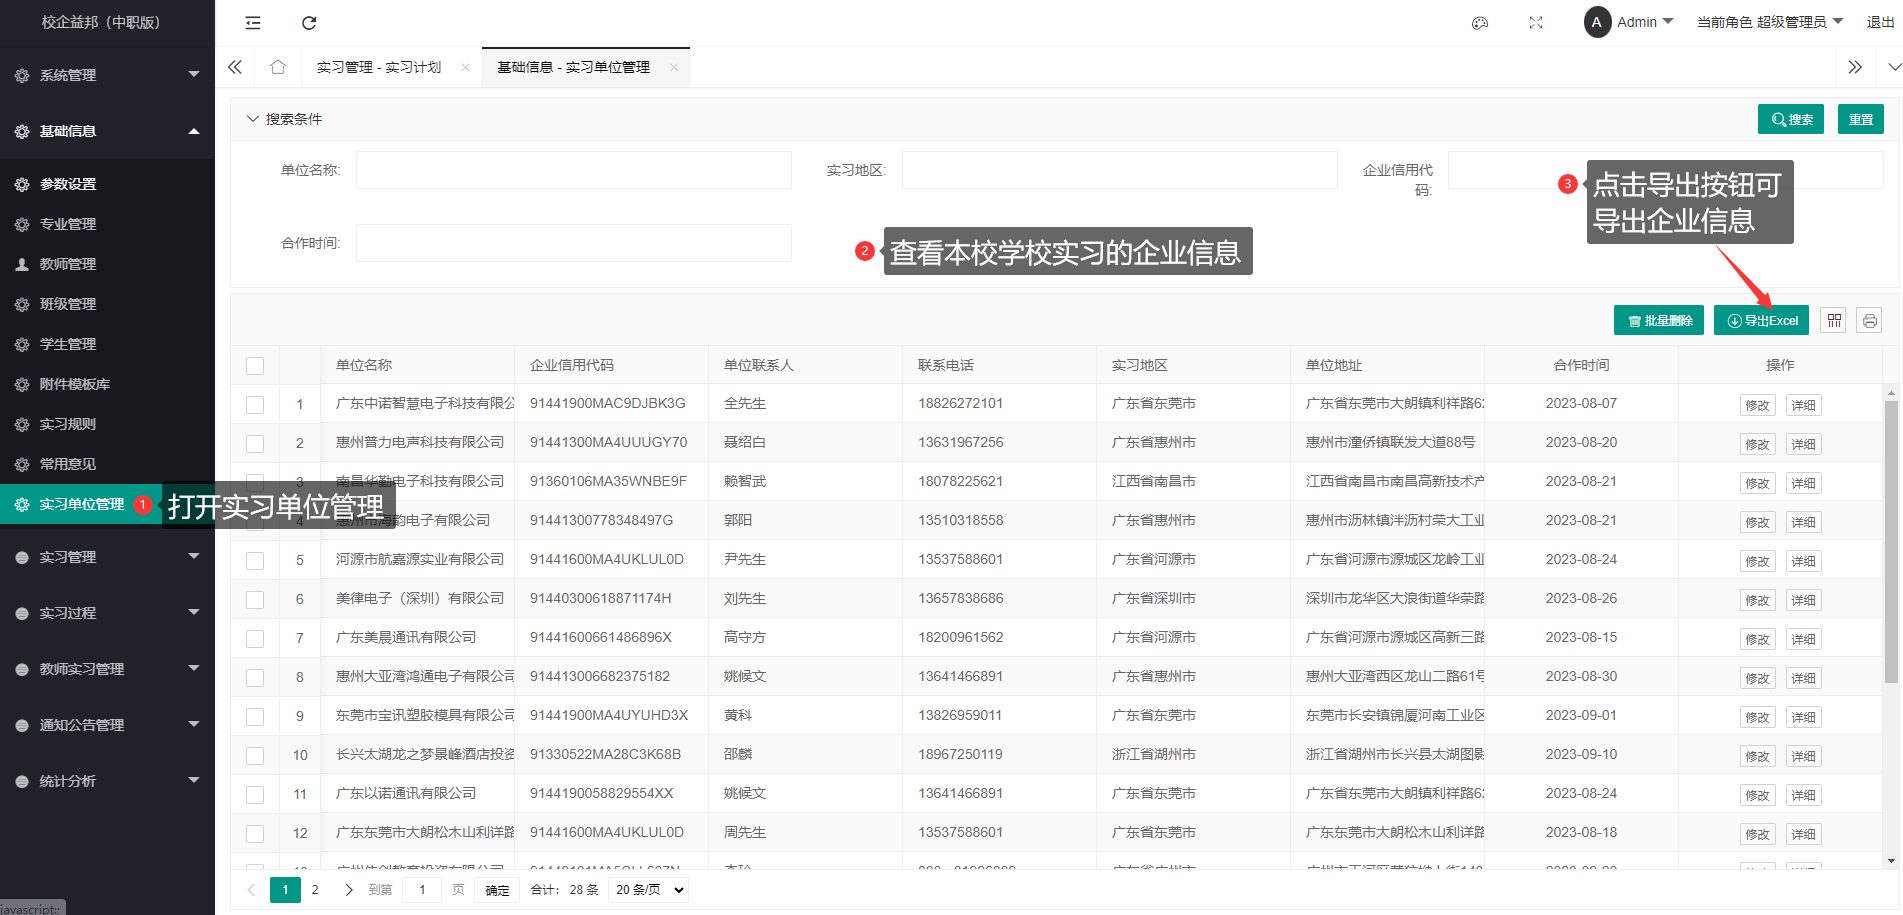 校企益邦（中职版）
Admin
当前角色 超级管理员
退出
实习管理 - 实习计划
基础信息 - 实习单位管理
系统管理
基础信息
参数设置
专业管理
教师管理
班级管理
学生管理
附件模板库
实习规则
常用意见
实习单位管理
实习管理
实习过程
教师实习管理
通知公告管理
统计分析
1 打开实习单位管理
搜索条件
搜索 重置
单位名称:
实习地区:
企业信用代
码:
合作时间:
2 查看本校学校实习的企业信息
3 点击导出按钮可
导出企业信息
批量删除 导出Excel
单位名称 企业信用代码 单位联系人 联系电话 实习地区 单位地址 合作时间 操作
1 广东中诺智慧电子科技有限公 91441900MAC9DJBK3G 全先生 18826272101 广东省东莞市 广东省东莞市大朗镇利祥路62 2023-08-07 修改 详细
2 惠州普力电声科技有限公司 91441300MA4UUUGY70 聂绍白 13631967256 广东省惠州市 惠州市潼侨镇联发大道88号 2023-08-20 修改 详细
3 南昌华勤电子科技有限公司 91360106MA35WNBE9F 赖智武 18078225621 江西省南昌市 江西省南昌市南昌高新技术产 2023-08-21 修改 详细
4 惠州市海韵电子有限公司 91441300778348497G 郭阳 13510318558 广东省惠州市 惠州市沥林镇泮沥村荣大工业 2023-08-21 修改 详细
5 河源市航嘉源实业有限公司 91441600MA4UKLUL0D 尹先生 13537588601 广东省河源市 广东省河源市源城区龙岭工业 2023-08-24 修改 详细
6 美律电子（深圳）有限公司 91440300618871174H 刘先生 13657838686 广东省深圳市 深圳市龙华区大浪街道华荣路 2023-08-26 修改 详细
7 广东美晨通讯有限公司 91441600661486896X 高守方 18200961562 广东省河源市 广东省河源市源城区高新三路 2023-08-15 修改 详细
8 惠州大亚湾鸿通电子有限公司 914413006682375182 姚候文 13641466891 广东省惠州市 惠州大亚湾西区龙山二路61号 2023-08-30 修改 详细
9 东莞市宝讯塑胶模具有限公司 91441900MA4UYUHD3X 黄科 13826959011 广东省东莞市 东莞市长安镇锦厦河南工业区 2023-09-01 修改 详细
10 长兴太湖龙之梦景峰酒店投资 91330522MA28C3K68B 邵麟 18967250119 浙江省湖州市 浙江省湖州市长兴县太湖图影 2023-09-10 修改 详细
11 广东以诺通讯有限公司 9144190058829554XX 姚候文 13641466891 广东省东莞市 广东省东莞市大朗镇利祥路62 2023-08-24 修改 详细
12 广东东莞市大朗松木山利详路 91441600MA4UKLUL0D 周先生 13537588601 广东省东莞市 广东东莞市大朗松木山利详路 2023-08-18 修改 详细
1 2 到第 1 页 确定 合计： 28 条 20 条/页
javascript:;